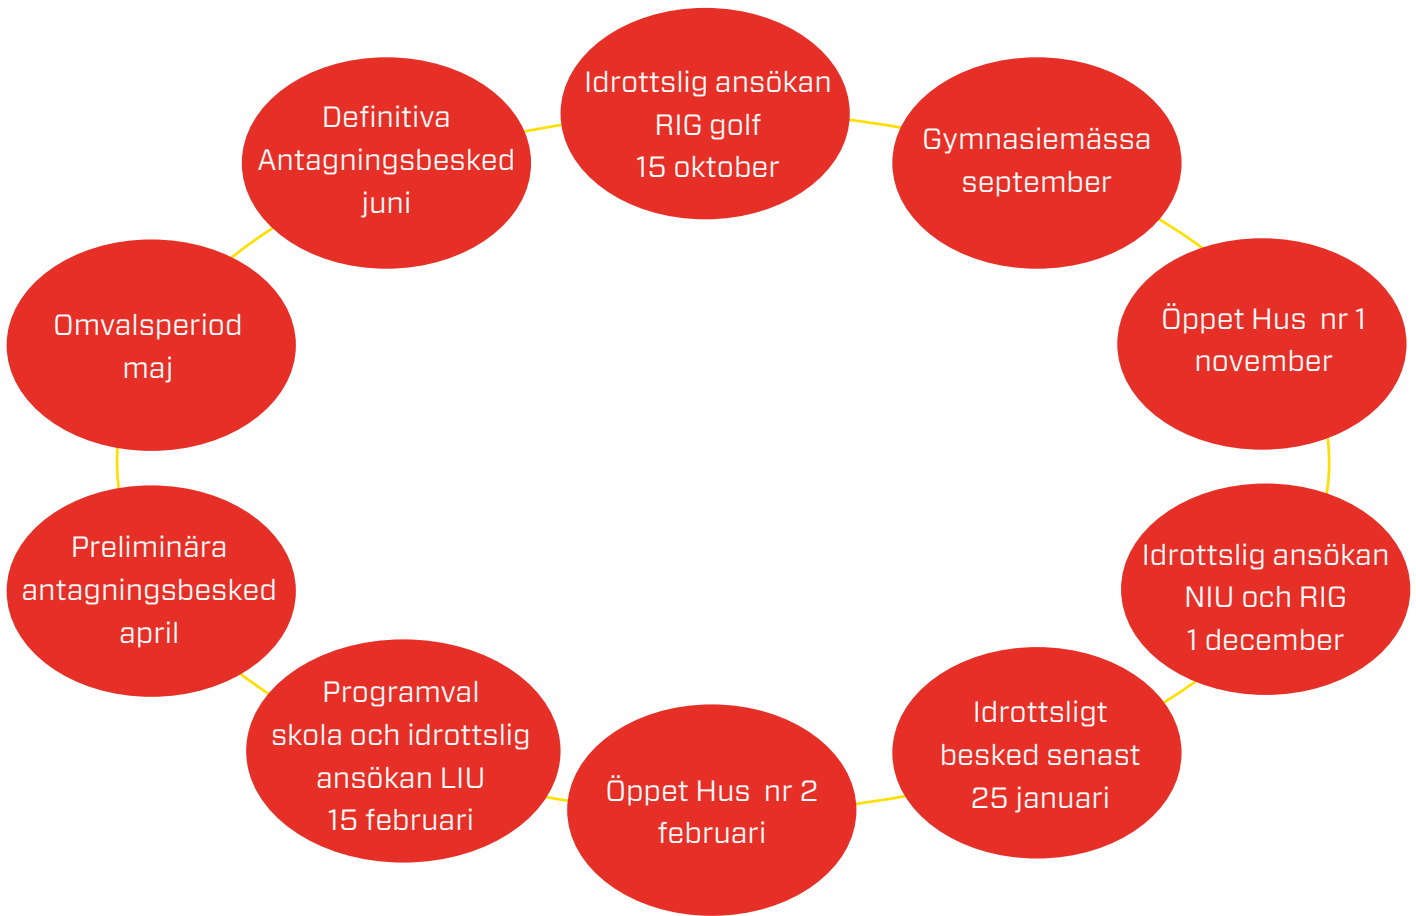 Idrottslig ansökan
RIG golf
15 oktober
Gymnasiemässa
september
Öppet Hus nr 1
november
Idrottslig ansökan
NIU och RIG
1 december
Idrottsligt
besked senast
25 januari
Öppet Hus nr 2
februari
Programval
skola och idrottslig
ansökan LIU
15 februari
Preliminära
antagningsbesked
april
Omvalsperiod
maj
Definitiva
Antagningsbesked
juni